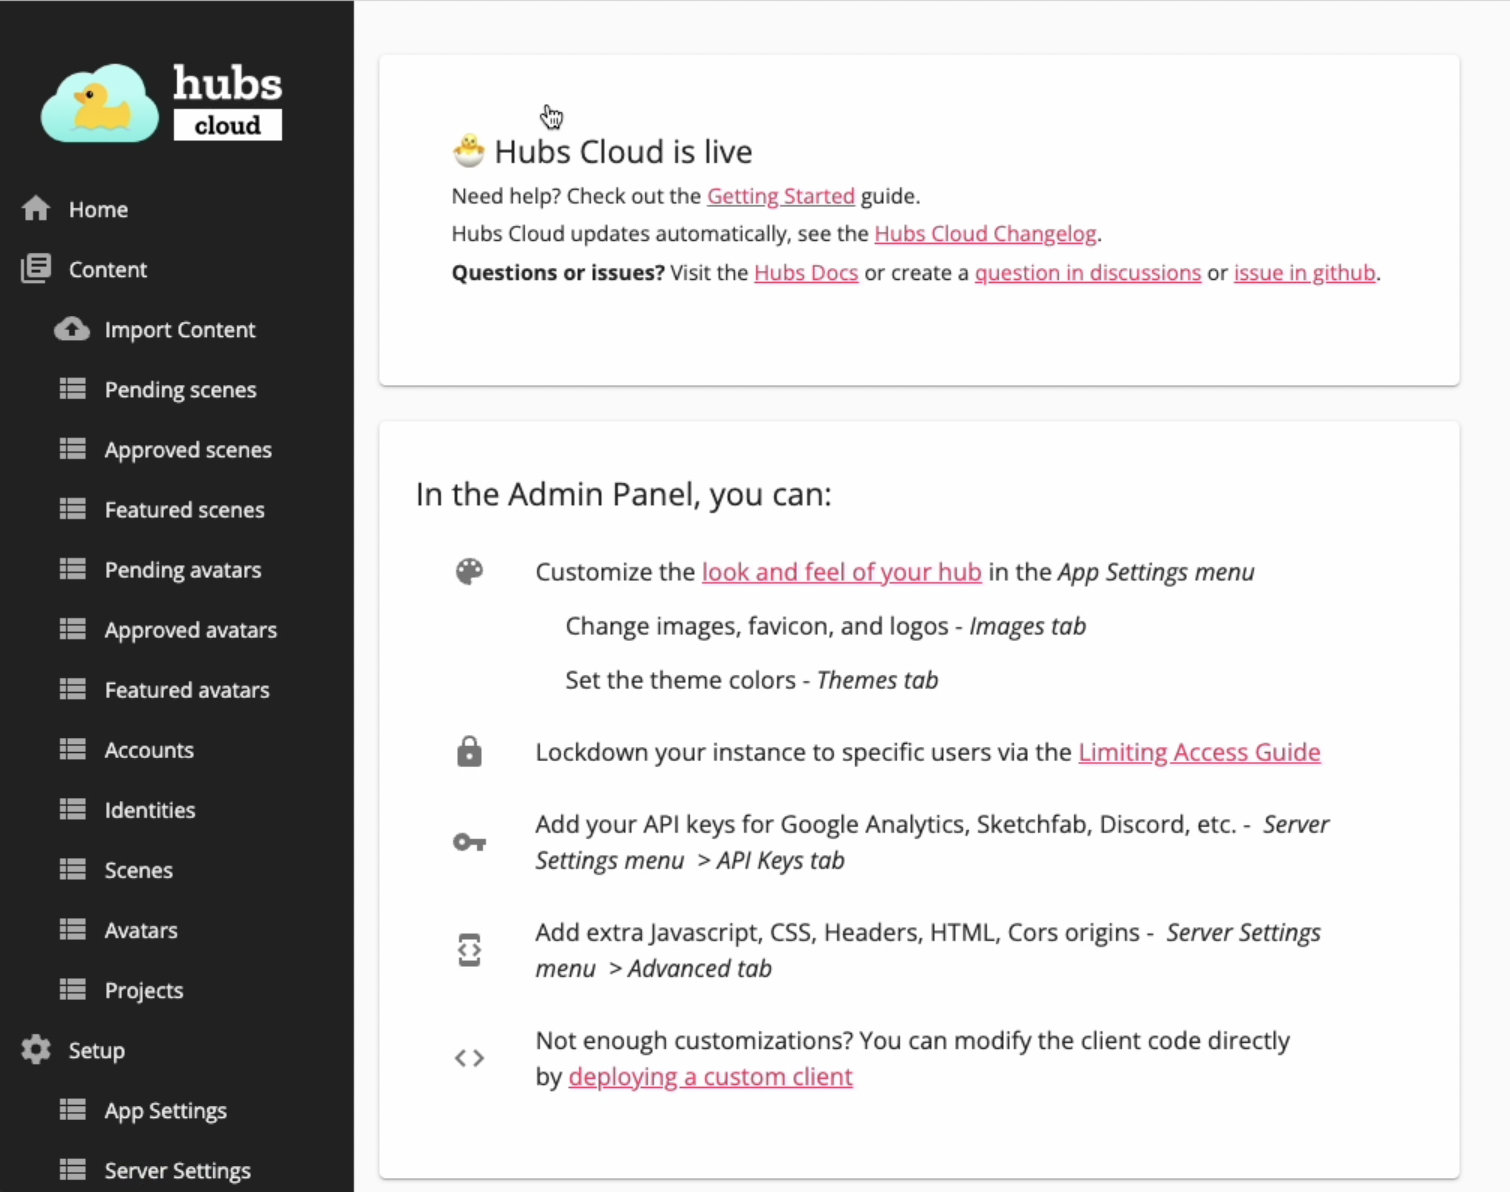 hubs
cloud
Home
Content
Import Content
Pending scenes
Approved scenes
Featured scenes
Pending avatars
Approved avatars
Featured avatars
Accounts
Identities
Scenes
Avatars
Projects
Setup
App Settings
Server Settings
Hubs Cloud is live
Need help? Check out the Getting Started guide.
Hubs Cloud updates automatically, see the Hubs Cloud Changelog.
Questions or issues? Visit the Hubs Docs or create a question in discussions or issue in github.
In the Admin Panel, you can:
Customize the look and feel of your hub in the App Settings menu
Change images, favicon, and logos - Images tab
Set the theme colors - Themes tab
Lockdown your instance to specific users via the Limiting Access Guide
Add your API keys for Google Analytics, Sketchfab, Discord, etc. - Server
Settings menu > API Keys tab
Add extra Javascript, CSS, Headers, HTML, Cors origins - Server Settings
menu > Advanced tab
Not enough customizations? You can modify the client code directly
by deploying a custom client